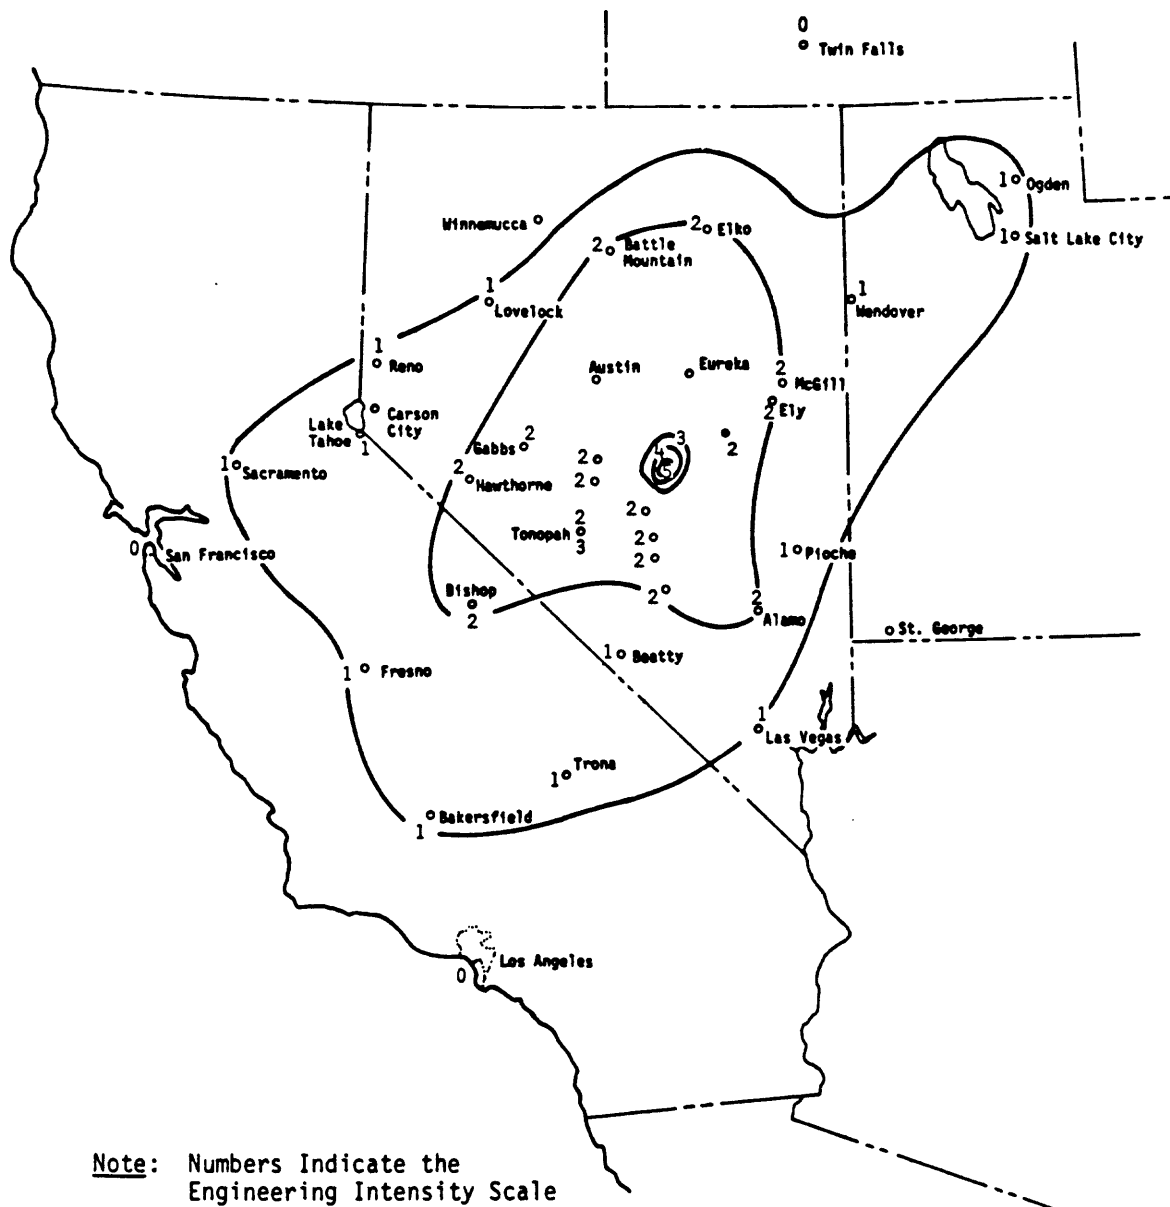 0
Twin Falls
1 Ogden
1 Salt Lake City
Winnemucca
2 Battle
Mountain
2 Elko
1
Lovelock
1
Wendover
1
Reno
Austin
Eureka
2
McGill
2 Ely
Lake
Tahoe
1
Carson
City
1 Sacramento
Gabbs 2
2
Hawthorne
2
2
3
4
5
2
2
Tonopah
2
3
2
2
2
0
San Francisco
1 Pioche
Bishop
2
2
2
Alamo
St. George
1 Beatty
1 Fresno
1
Las Vegas
Trona
1
Bakersfield
1
Los Angeles
0
Note: Numbers Indicate the
Engineering Intensity Scale